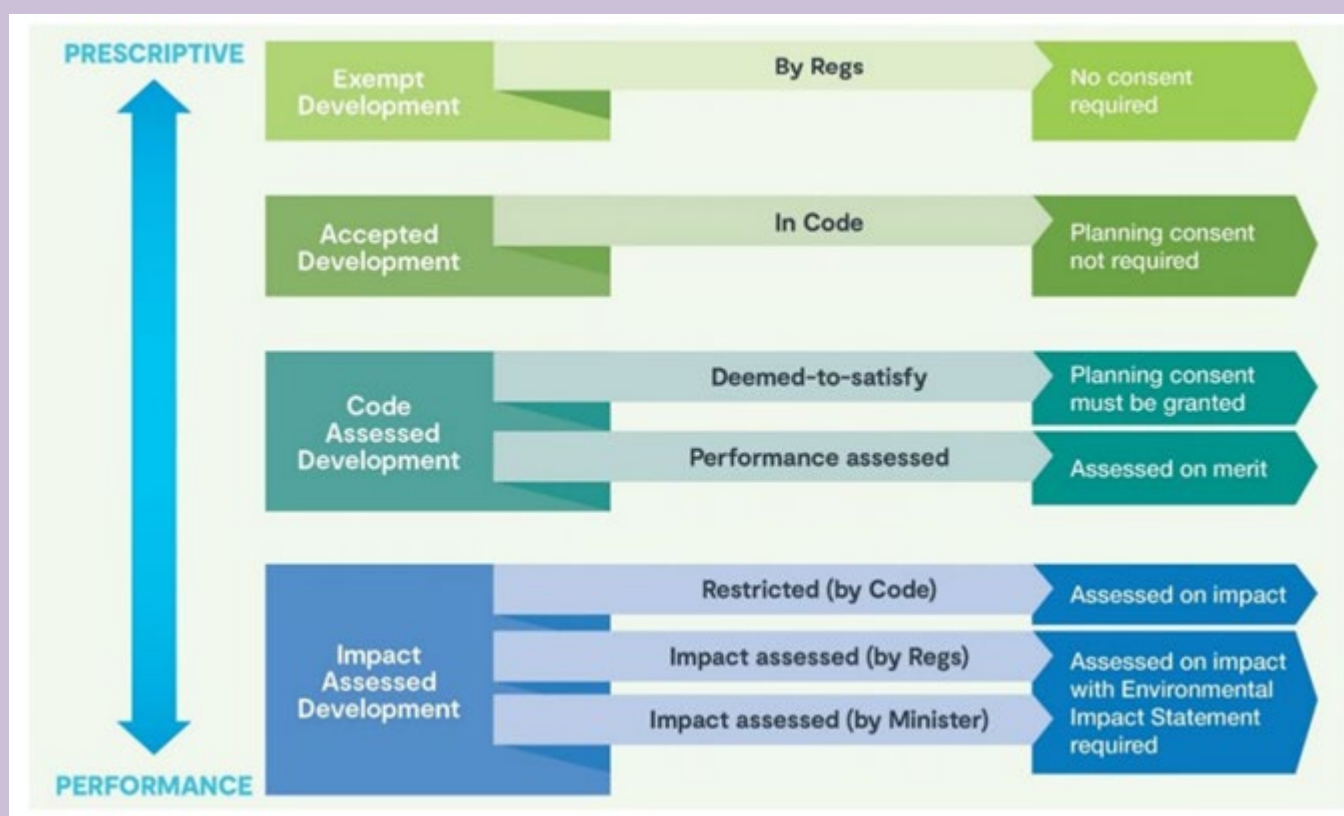 PRESCRIPTIVE
Exempt
Development
By Regs
No consent
required
Accepted
Development
In Code
Planning consent
not required
Code
Assessed
Development
Deemed-to-satisfy
Planning consent
must be granted
Performance assessed
Assessed on merit
Impact
Assessed
Development
Restricted (by Code)
Assessed on impact
Impact assessed (by Regs)
Impact assessed (by Minister)
Assessed on impact
with Environmental
Impact Statement
required
PERFORMANCE